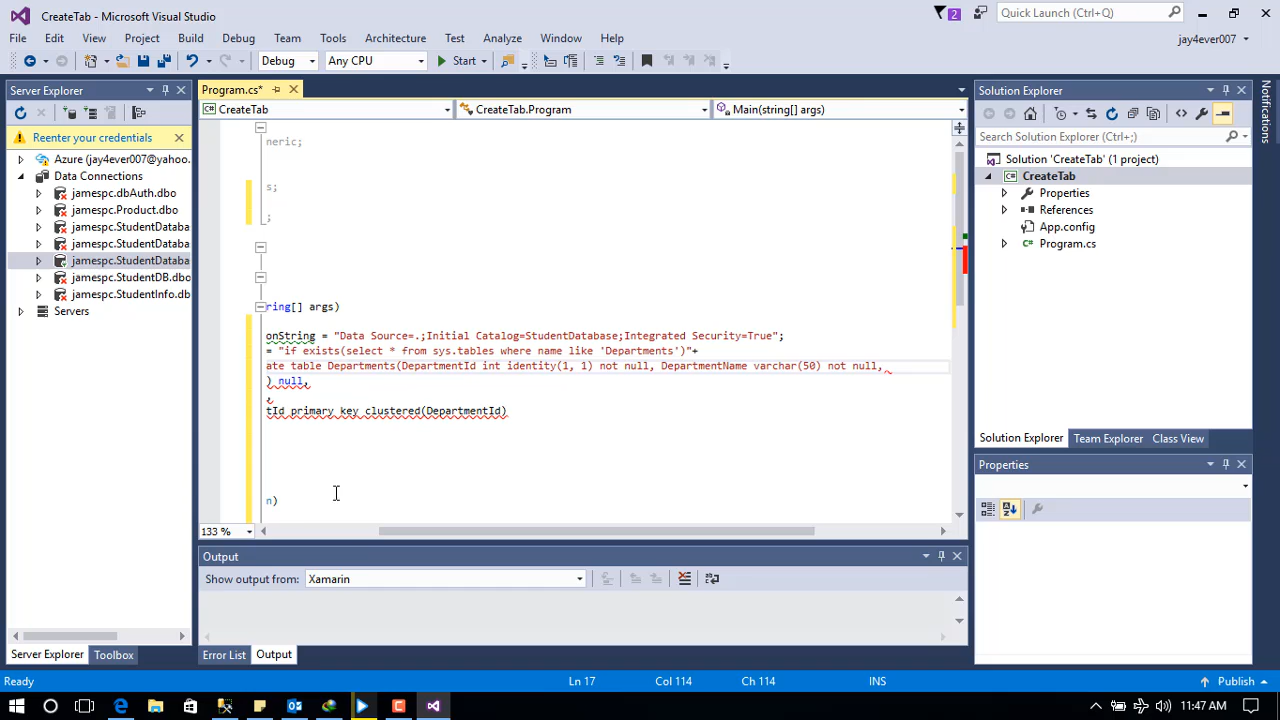 CreateTab - Microsoft Visual Studio
2
Quick Launch (Ctrl+Q)
File Edit View Project Build Debug Team Tools Architecture Test Analyze Window Help
jay4ever007
Debug Any CPU Start
Server Explorer
Program.cs*
Solution Explorer
Notifications
CreateTab CreateTab.Program Main(string[] args)
Reenter your credentials
Search Solution Explorer (Ctrl+;)
Azure (jay4ever007@yahoo.
Data Connections
jamespc.dbAuth.dbo
jamespc.Product.dbo
jamespc.StudentDataba
jamespc.StudentDataba
jamespc.StudentDataba
jamespc.StudentDB.dbo
jamespc.StudentInfo.db
Servers
neric;
s;
;
ring[] args)
onString = "Data Source=.;Initial Catalog=StudentDatabase;Integrated Security=True";
= "if exists(select * from sys.tables where name like 'Departments')"+
ate table Departments(DepartmentId int identity(1, 1) not null, DepartmentName varchar(50) not null,
) null,
,
tId primary key clustered(DepartmentId)
n)
133 %
Solution 'CreateTab' (1 project)
CreateTab
Properties
References
App.config
Program.cs
Solution Explorer Team Explorer Class View
Properties
Output
Show output from: Xamarin
Server Explorer Toolbox
Error List Output
Ready Ln 17 Col 114 Ch 114 INS Publish
11:47 AM